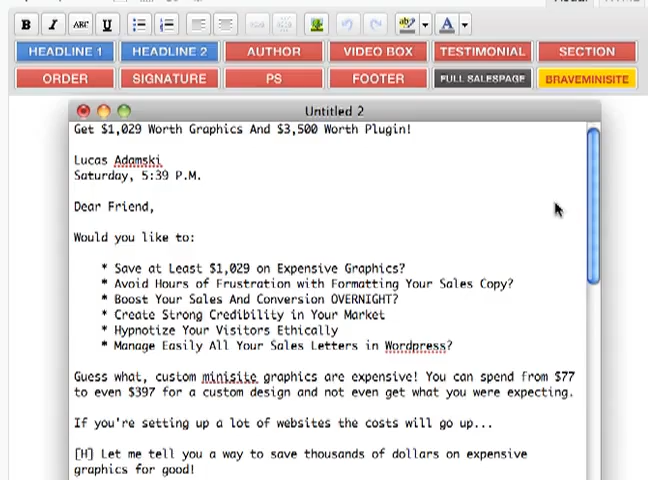 B I ABC U
HEADLINE 1 HEADLINE 2 AUTHOR VIDEO BOX TESTIMONIAL SECTION
ORDER SIGNATURE PS FOOTER FULL SALESPAGE BRAVEMINISITE
Untitled 2
Get $1,029 Worth Graphics And $3,500 Worth Plugin!
Lucas Adamski
Saturday, 5:39 P.M.
Dear Friend,
Would you like to:
* Save at Least $1,029 on Expensive Graphics?
* Avoid Hours of Frustration with Formatting Your Sales Copy?
* Boost Your Sales And Conversion OVERNIGHT?
* Create Strong Credibility in Your Market
* Hypnotize Your Visitors Ethically
* Manage Easily All Your Sales Letters in Wordpress?
Guess what, custom minisite graphics are expensive! You can spend from $77
to even $397 for a custom design and not even get what you were expecting.
If you're setting up a lot of websites the costs will go up...
[H] Let me tell you a way to save thousands of dollars on expensive
graphics for good!